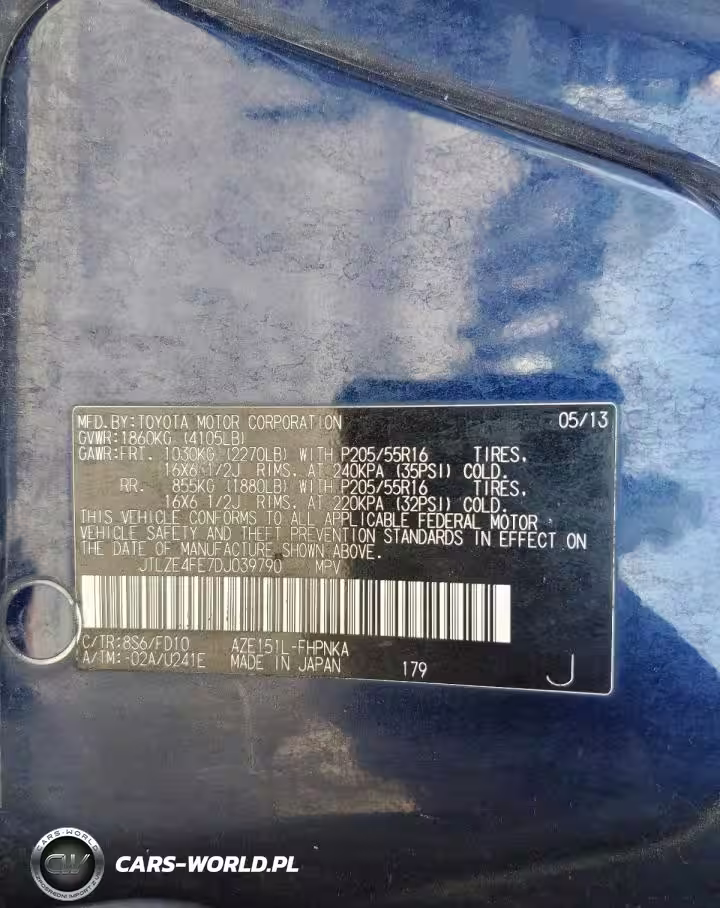 MFD.BY:TOYOTA MOTOR CORPORATION 05/13
GVWR:1860KG (4105LB)
GAWR:FRT. 1030KG (2270LB) WITH P205/55R16 TIRES,
16X6 1/2J RIMS, AT 240KPA (35PSI) COLD.
RR. 855KG (1880LB) WITH P205/55R16 TIRES,
16X6 1/2J RIMS, AT 220KPA (32PSI) COLD.
THIS VEHICLE CONFORMS TO ALL APPLICABLE FEDERAL MOTOR
VEHICLE SAFETY AND THEFT PREVENTION STANDARDS IN EFFECT ON
THE DATE OF MANUFACTURE SHOWN ABOVE.
JTLZE4FE7DJ039790 MPV
C/TR:8S6/FD10 AZE151L-FHPNKA
A/TM:-02A/U241E MADE IN JAPAN 179 J
CARS-WORLD
CW
CARS-WORLD.PL